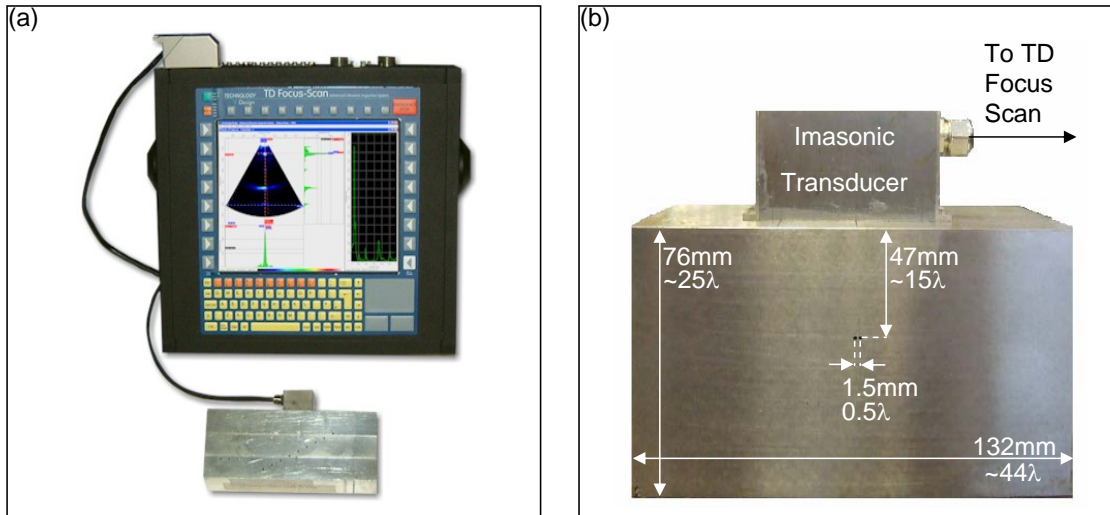 (a)
TECHNOLOGY
Design
TD Focus-Scan
(b)
To TD
Focus
Scan
Imasonic
Transducer
76mm
~25λ
47mm
~15λ
1.5mm
0.5λ
132mm
~44λ